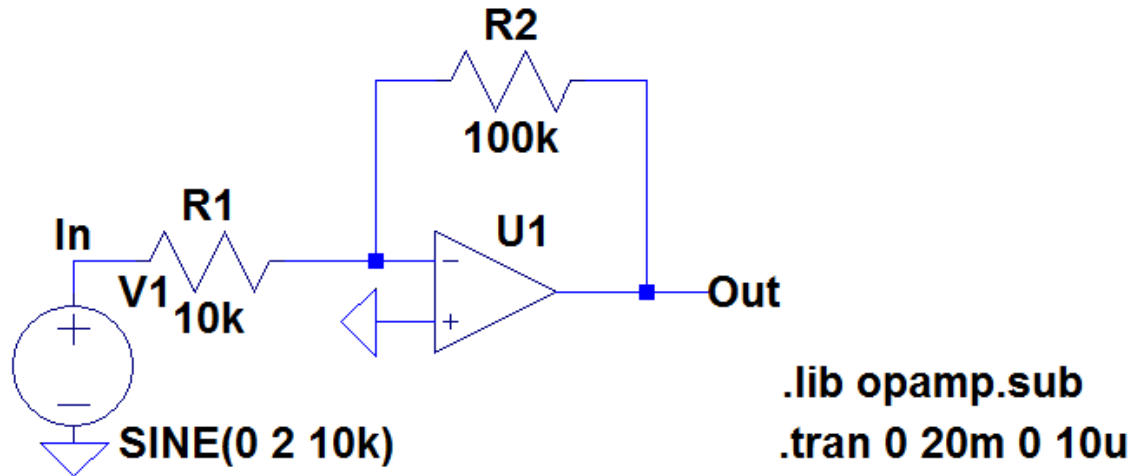 R2
100k
R1
In
U1
V1
10k
Out
.lib opamp.sub
SINE(0 2 10k)
.tran 0 20m 0 10u